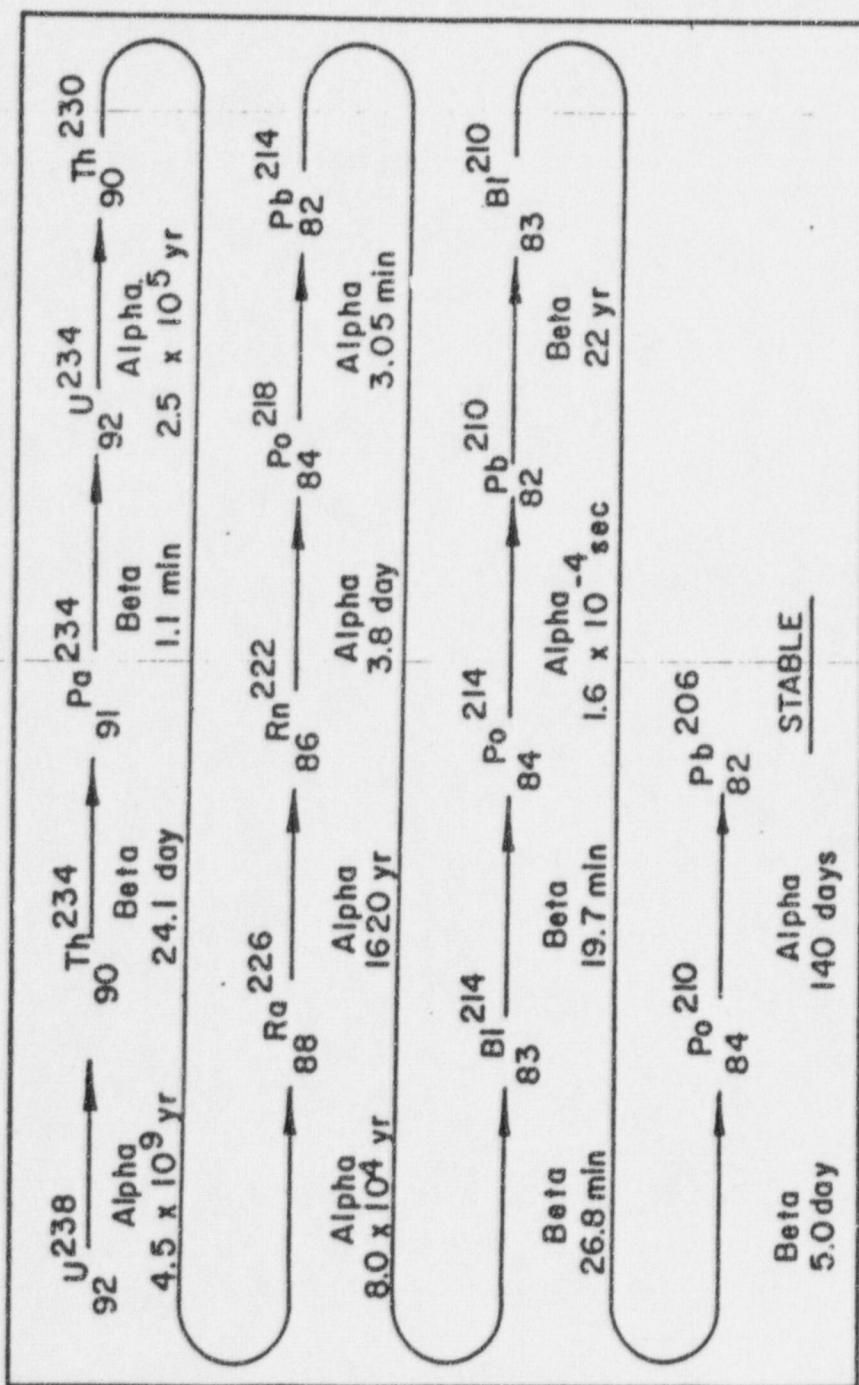 U238 Th234 Pa234 U234 Th230
92 90 91 92 90
Alpha Beta Beta Alpha
4.5 x 10^9 yr 24.1 day 1.1 min 2.5 x 10^5 yr
Ra226 Rn222 Po218 Pb214
88 86 84 82
Alpha Alpha Alpha Alpha
8.0 x 10^4 yr 1620 yr 3.8 day 3.05 min
BI214 Po214 Pb210 BI210
83 84 82 83
Beta Beta Alpha Beta
26.8 min 19.7 min 1.6 x 10^-4 sec 22 yr
Po210 Pb206
84 82
Beta Alpha STABLE
5.0 day 140 days